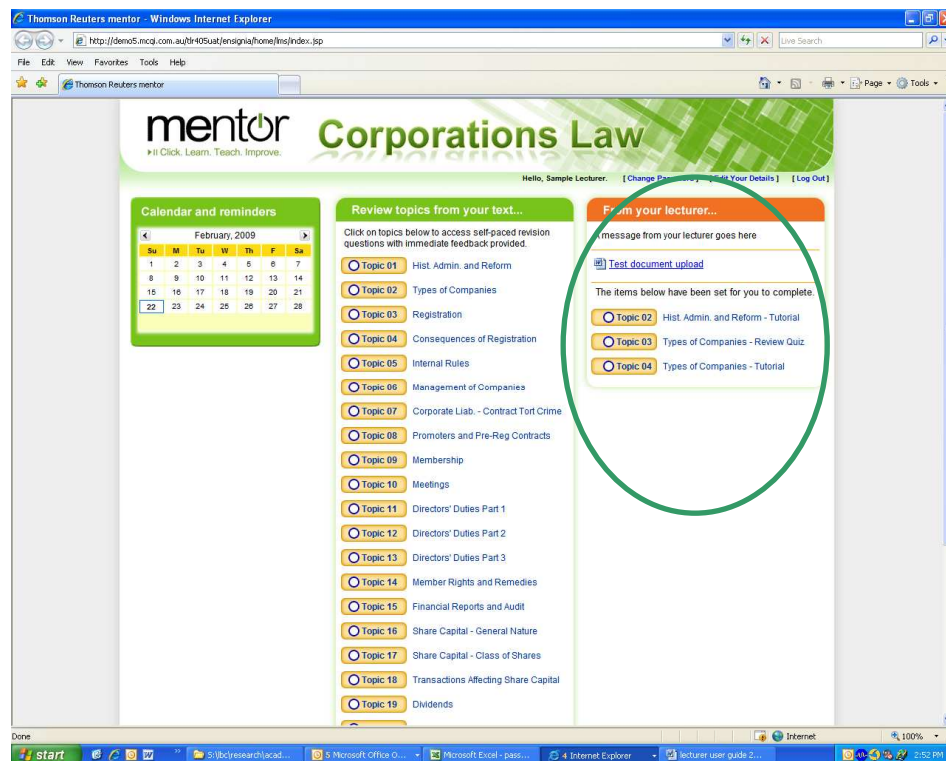 Thomson Reuters mentor - Windows Internet Explorer
http://demo5.mcqi.com.au/tlr405uat/ensignia/home/lms/index.jsp
Live Search
File Edit View Favorites Tools Help
Thomson Reuters mentor
Page Tools
mentor
Click. Learn. Teach. Improve.
Corporations Law
Hello, Sample Lecturer. [ Change [ Edit Your Details ] [ Log Out ]
Calendar and reminders
February, 2009
Su M Tu W Th F Sa
1 2 3 4 5 6 7
8 9 10 11 12 13 14
15 16 17 18 19 20 21
22 23 24 25 26 27 28
Review topics from your text...
Click on topics below to access self-paced revision
questions with immediate feedback provided.
Topic 01 Hist. Admin. and Reform
Topic 02 Types of Companies
Topic 03 Registration
Topic 04 Consequences of Registration
Topic 05 Internal Rules
Topic 06 Management of Companies
Topic 07 Corporate Liab. - Contract Tort Crime
Topic 08 Promoters and Pre-Reg Contracts
Topic 09 Membership
Topic 10 Meetings
Topic 11 Directors' Duties Part 1
Topic 12 Directors' Duties Part 2
Topic 13 Directors' Duties Part 3
Topic 14 Member Rights and Remedies
Topic 15 Financial Reports and Audit
Topic 16 Share Capital - General Nature
Topic 17 Share Capital - Class of Shares
Topic 18 Transactions Affecting Share Capital
Topic 19 Dividends
From your lecturer...
A message from your lecturer goes here
Test document upload
The items below have been set for you to complete.
Topic 02 Hist. Admin. and Reform - Tutorial
Topic 03 Types of Companies - Review Quiz
Topic 04 Types of Companies - Tutorial
Done
Internet
100%
start
S:\lbc\research\acad...
5 Microsoft Office O...
Microsoft Excel - pass...
4 Internet Explorer
lecturer user guide 2...
2:52 PM